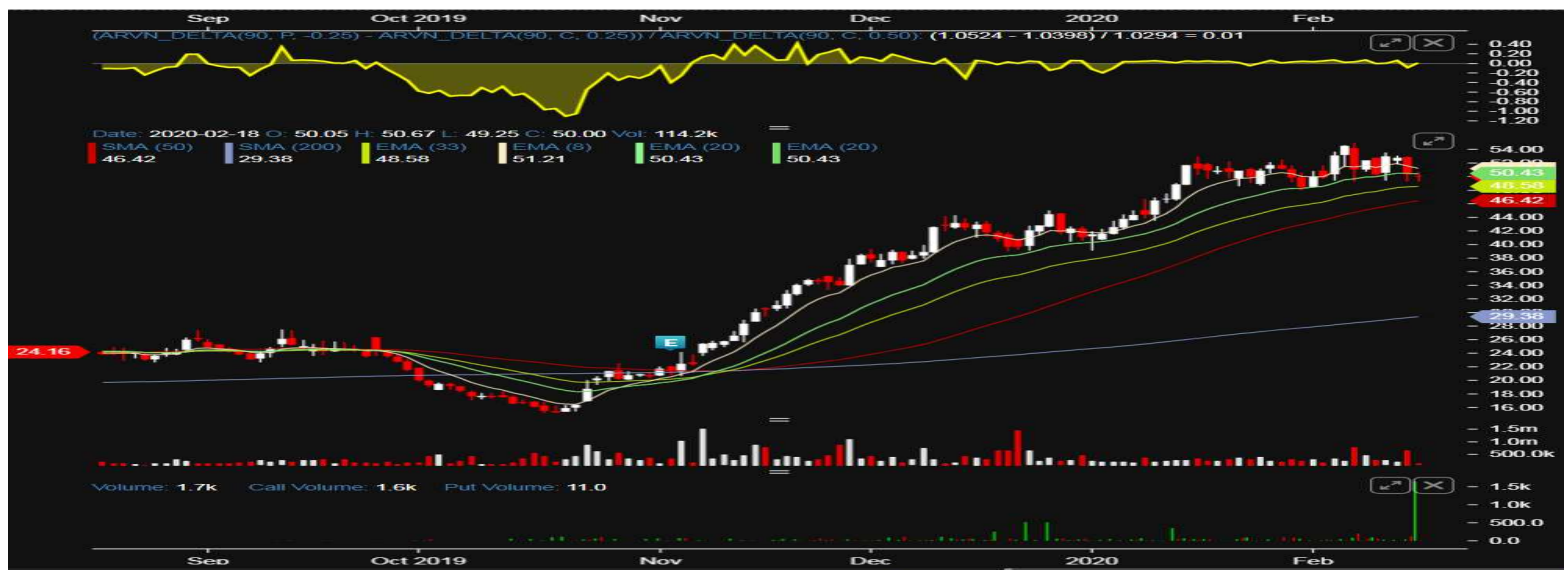 Sep Oct 2019 Nov Dec 2020 Feb
(ARVN_DELTA(90, P, -0.25) - ARVN_DELTA(90, C, 0.25)) / ARVN_DELTA(90, C, 0.50): (1.0524 - 1.0398) / 1.0294 = 0.01
0.40
0.20
0.00
-0.20
-0.40
-0.60
-0.80
-1.00
-1.20
Date: 2020-02-18 O: 50.05 H: 50.67 L: 49.25 C: 50.00 Vol: 114.2k
SMA (50) SMA (200) EMA (33) EMA (8) EMA (20) EMA (20)
46.42 29.38 48.58 51.21 50.43 50.43
54.00
50.43
48.58
46.42
44.00
42.00
40.00
38.00
36.00
34.00
32.00
29.38
28.00
26.00
E
24.16
24.00
22.00
20.00
18.00
16.00
1.5m
1.0m
500.0k
Volume: 1.7k Call Volume: 1.6k Put Volume: 11.0
1.5k
1.0k
500.0
0.0
Sep Oct 2019 Nov Dec 2020 Feb